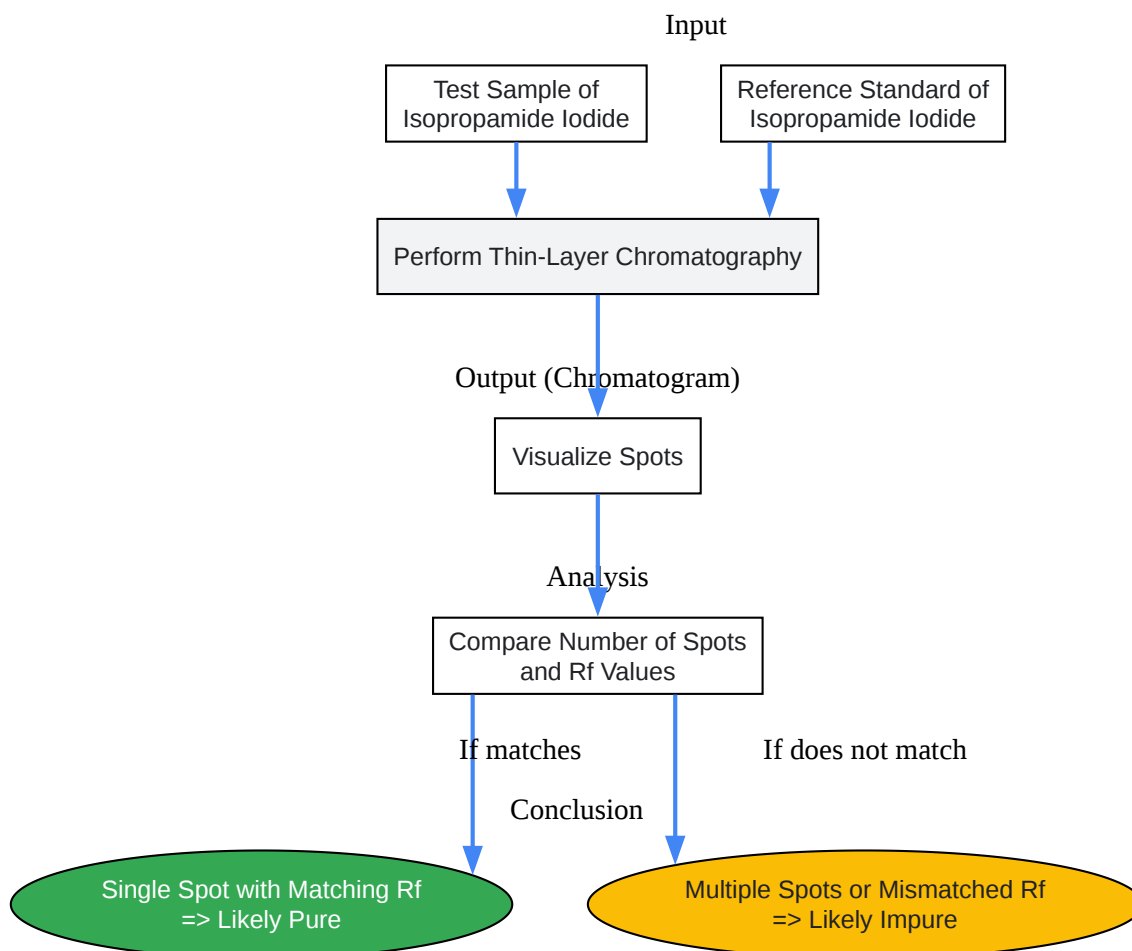 Input
Test Sample of
Isopropamide Iodide
Reference Standard of
Isopropamide Iodide
Perform Thin-Layer Chromatography
Output (Chromatogram)
Visualize Spots
Analysis
Compare Number of Spots
and Rf Values
If matches
If does not match
Conclusion
Single Spot with Matching Rf
=> Likely Pure
Multiple Spots or Mismatched Rf
=> Likely Impure